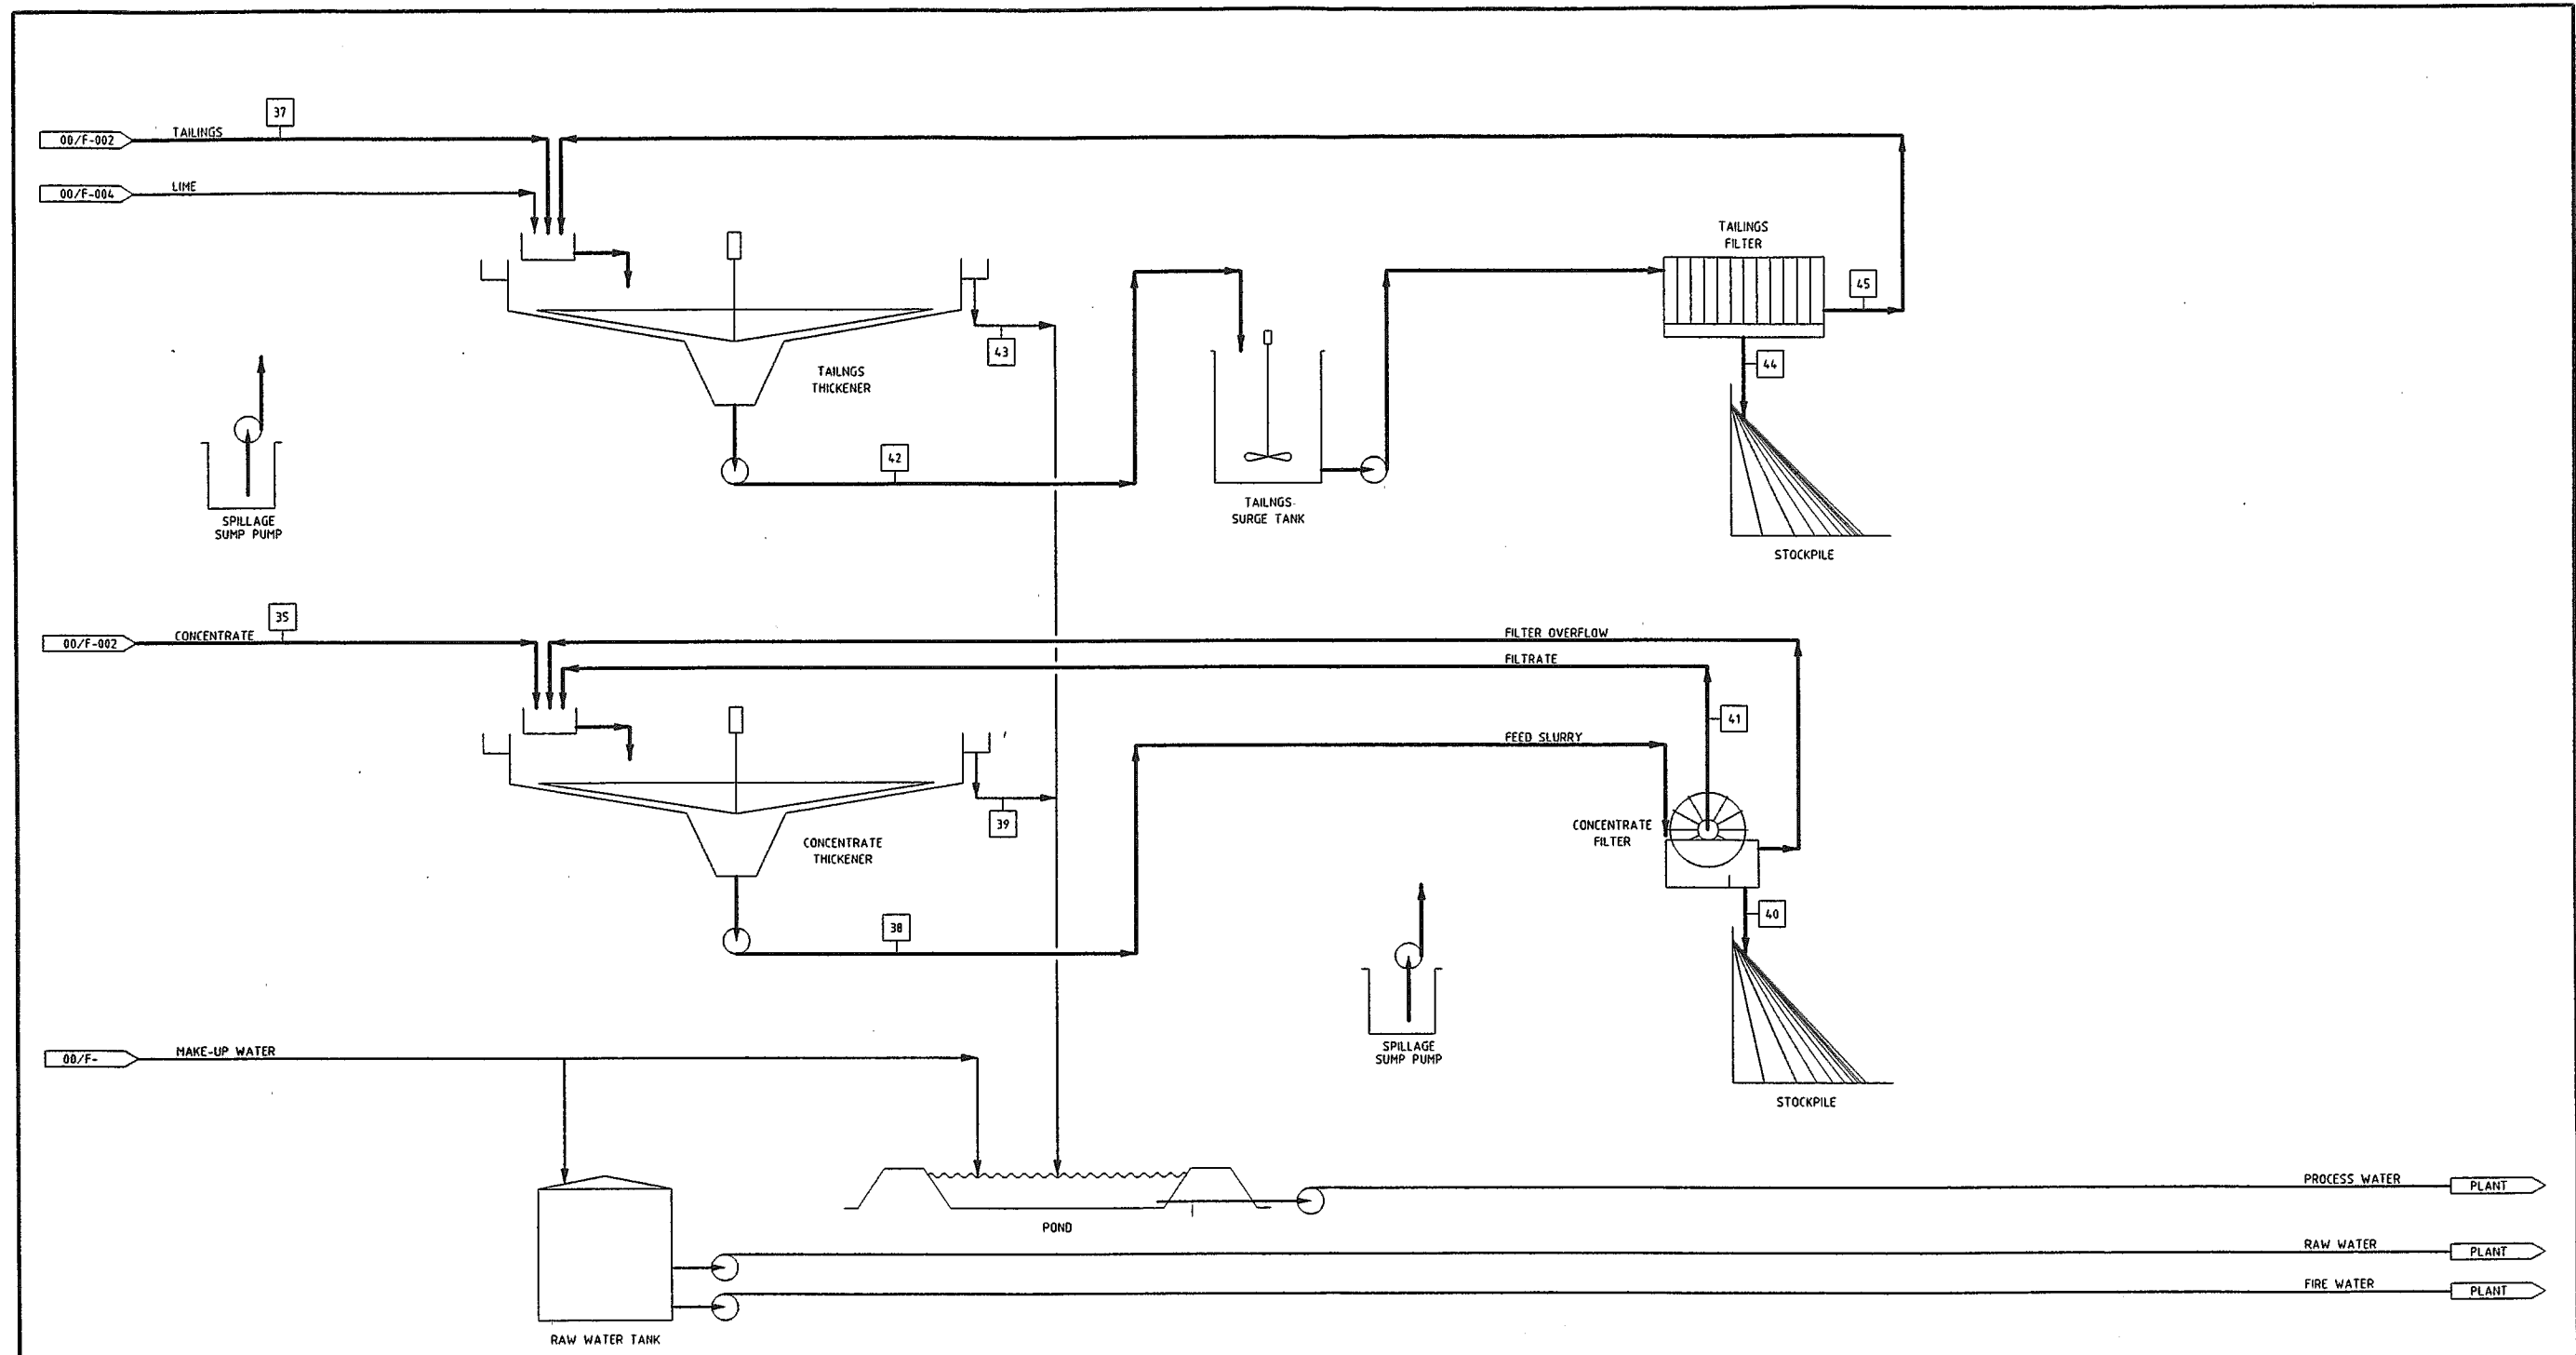 37
00/F-002
TAILINGS
00/F-004
LIME
TAILINGS
FILTER
45
43
44
TAILNGS
THICKENER
42
SPILLAGE
SUMP PUMP
TAILNGS
SURGE TANK
STOCKPILE
35
00/F-002
CONCENTRATE
FILTER OVERFLOW
FILTRATE
41
FEED SLURRY
39
CONCENTRATE
THICKENER
CONCENTRATE
FILTER
38
40
SPILLAGE
SUMP PUMP
00/F-
MAKE-UP WATER
STOCKPILE
PROCESS WATER
PLANT
POND
RAW WATER
PLANT
FIRE WATER
PLANT
RAW WATER TANK